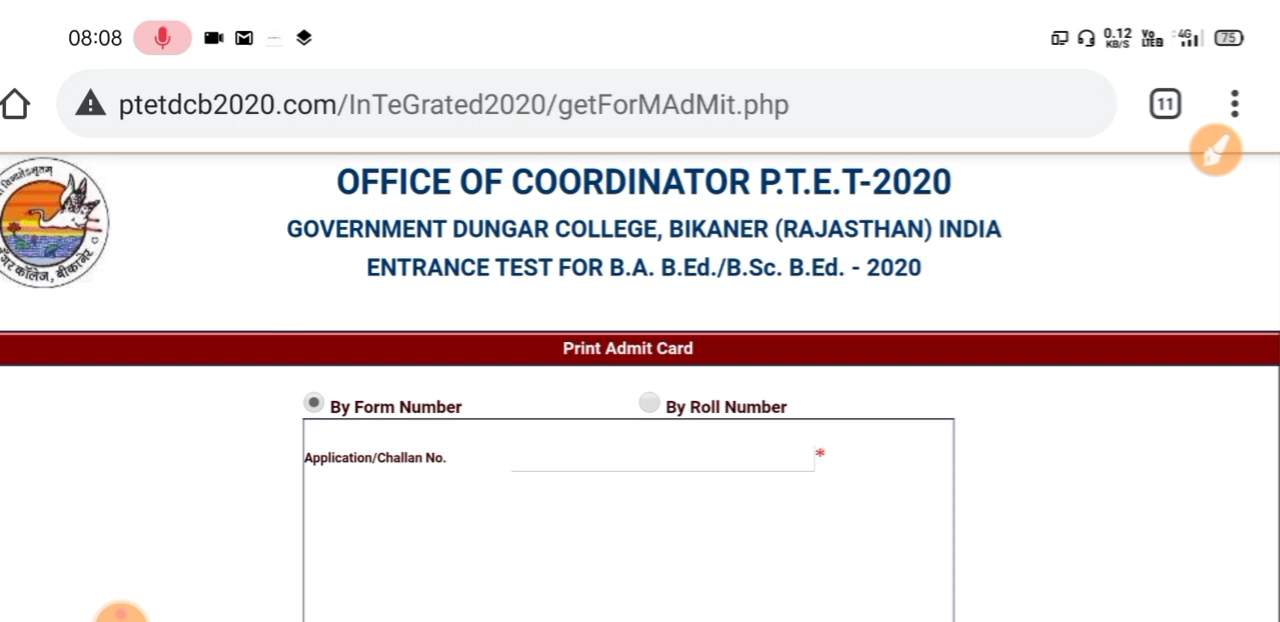 08:08
0.12 KB/S
Vo LTE
4G
75
ptetdcb2020.com/InTeGrated2020/getForMAdMit.php
11
OFFICE OF COORDINATOR P.T.E.T-2020
GOVERNMENT DUNGAR COLLEGE, BIKANER (RAJASTHAN) INDIA
ENTRANCE TEST FOR B.A. B.Ed./B.Sc. B.Ed. - 2020
कॉलेज, बीकानेर
Print Admit Card
By Form Number
By Roll Number
Application/Challan No. *